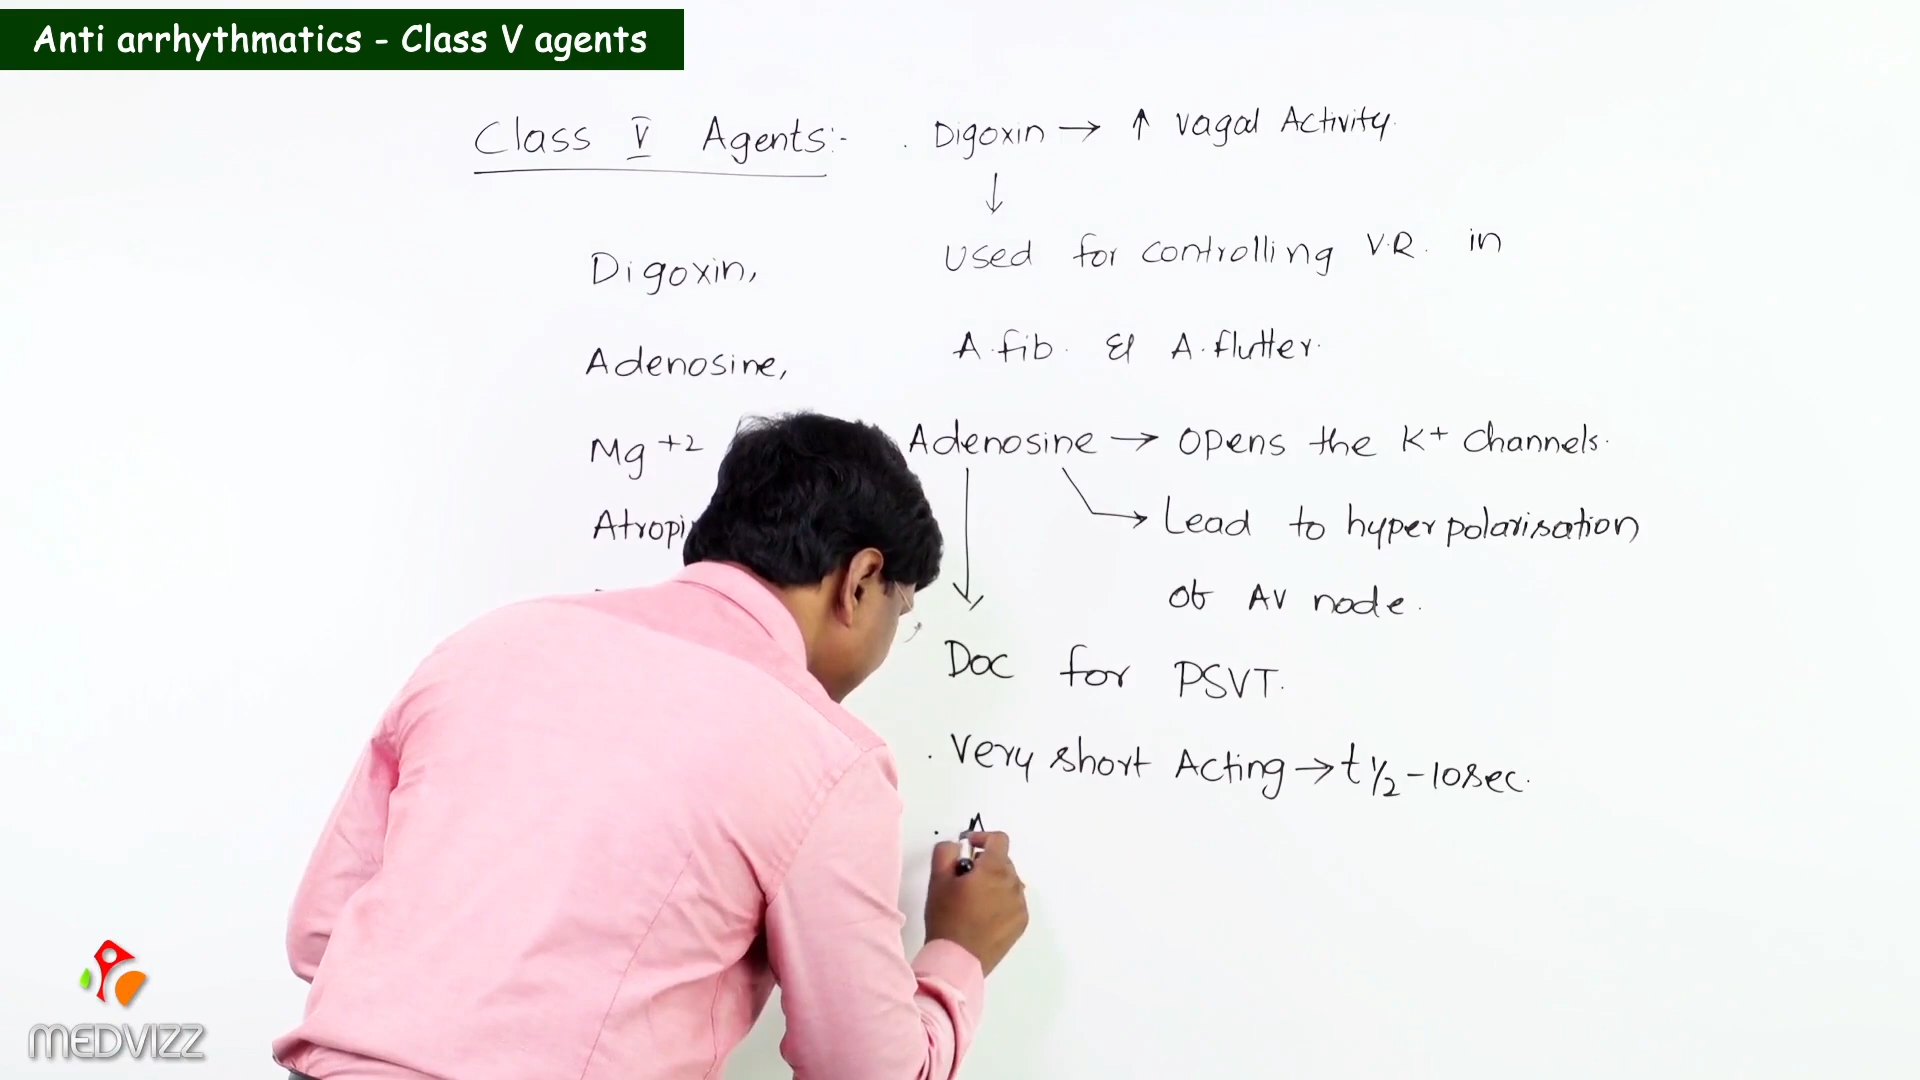 Anti arrhythmatics - Class V agents
Class V Agents:-
Digoxin,
Adenosine,
Mg +2
Atropi
. Digoxin → ↑ vagal Activity.
↓
Used for controlling V.R. in
A.fib. & A.flutter.
Adenosine → opens the K+ channels.
→ Lead to hyperpolarisation
of AV node.
Doc for PSVT.
. Very short Acting → t 1/2 - 10sec.
. A
MEDVIZZ